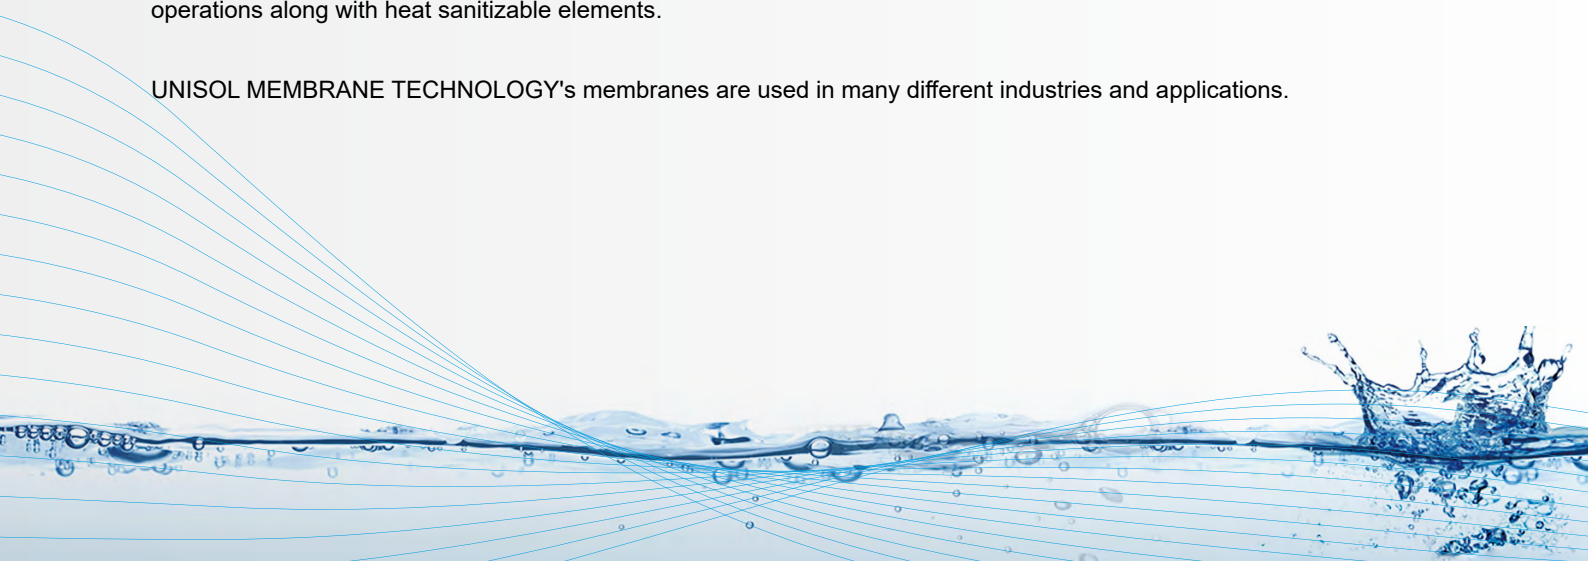 operations along with heat sanitizable elements.
UNISOL MEMBRANE TECHNOLOGY's membranes are used in many different industries and applications.